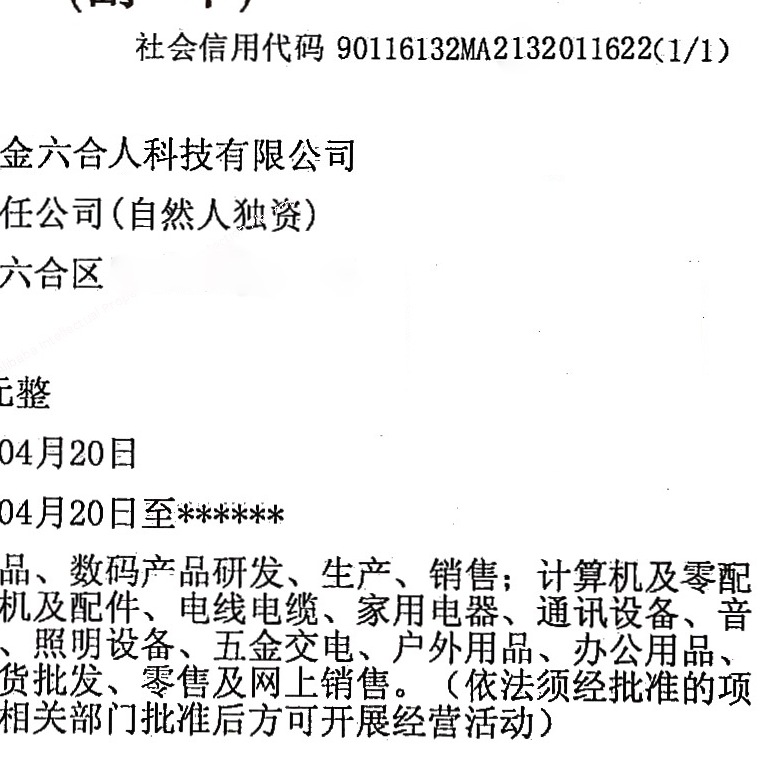 社会信用代码 90116132MA2132011622(1/1)
金六合人科技有限公司
任公司(自然人独资)
六合区
元整
04月20日
04月20日至******
品、数码产品研发、生产、销售；计算机及零配
机及配件、电线电缆、家用电器、通讯设备、音
、照明设备、五金交电、户外用品、办公用品、
货批发、零售及网上销售。（依法须经批准的项
相关部门批准后方可开展经营活动）